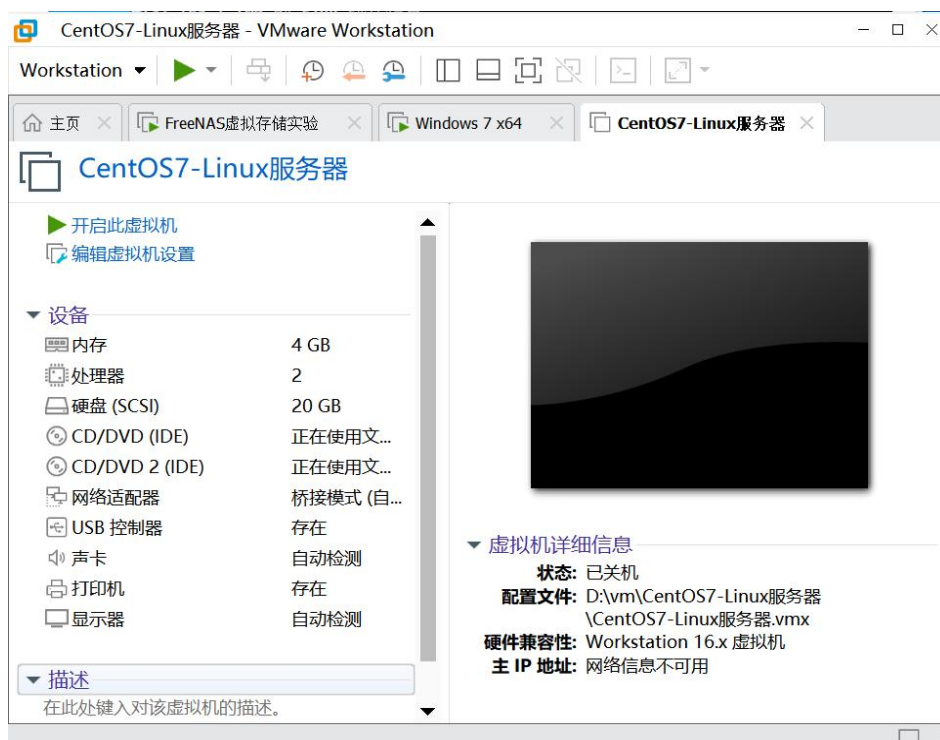 CentOS7-Linux服务器 - VMware Workstation
Workstation
主页
FreeNAS虚拟存储实验
Windows 7 x64
CentOS7-Linux服务器
CentOS7-Linux服务器
开启此虚拟机
编辑虚拟机设置
设备
内存 4 GB
处理器 2
硬盘 (SCSI) 20 GB
CD/DVD (IDE) 正在使用文...
CD/DVD 2 (IDE) 正在使用文...
网络适配器 桥接模式 (自...
USB 控制器 存在
声卡 自动检测
打印机 存在
显示器 自动检测
描述
在此处键入对该虚拟机的描述。
虚拟机详细信息
状态: 已关机
配置文件: D:\vm\CentOS7-Linux服务器
\CentOS7-Linux服务器.vmx
硬件兼容性: Workstation 16.x 虚拟机
主 IP 地址: 网络信息不可用